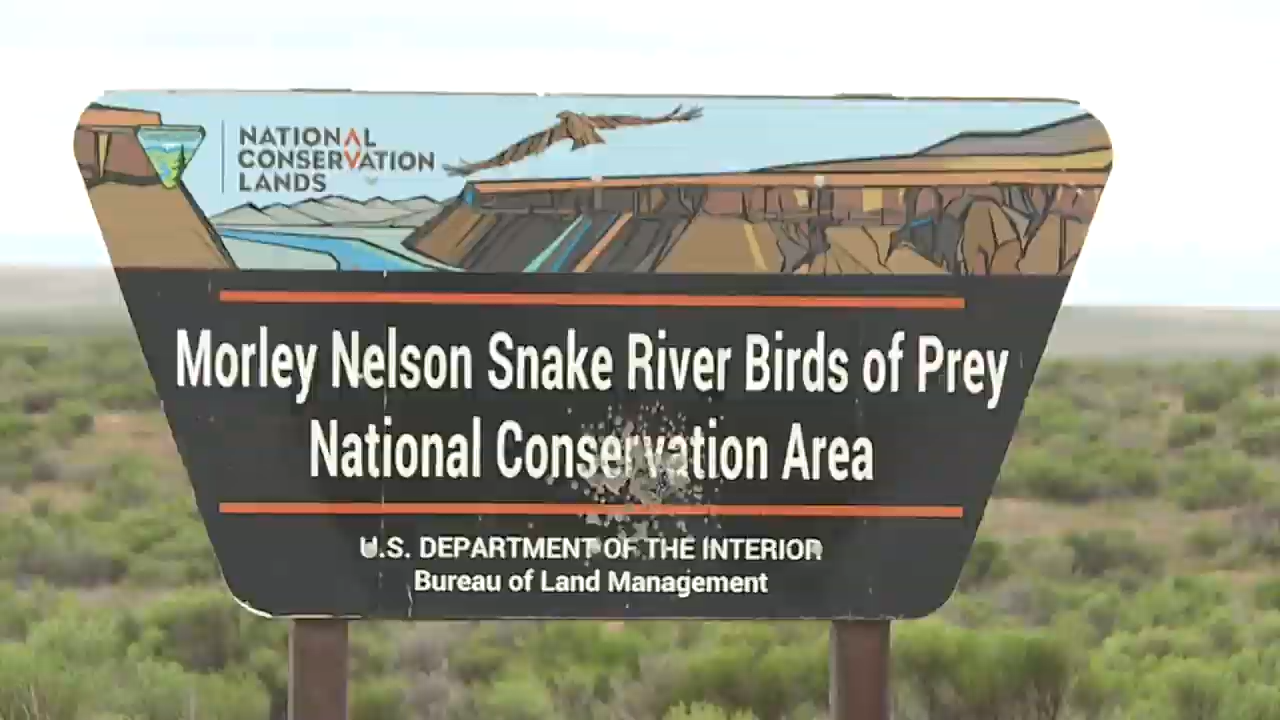 NATIONAL
CONSERVATION
LANDS
Morley Nelson Snake River Birds of Prey
National Conservation Area
U.S. DEPARTMENT OF THE INTERIOR
Bureau of Land Management